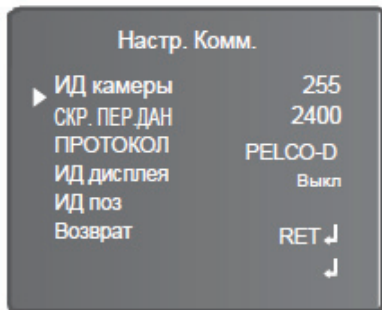 Настр. Комм.
ИД камеры 255
СКР. ПЕР.ДАН 2400
ПРОТОКОЛ PELCO-D
ИД дисплея Выкл
ИД поз
Возврат RET